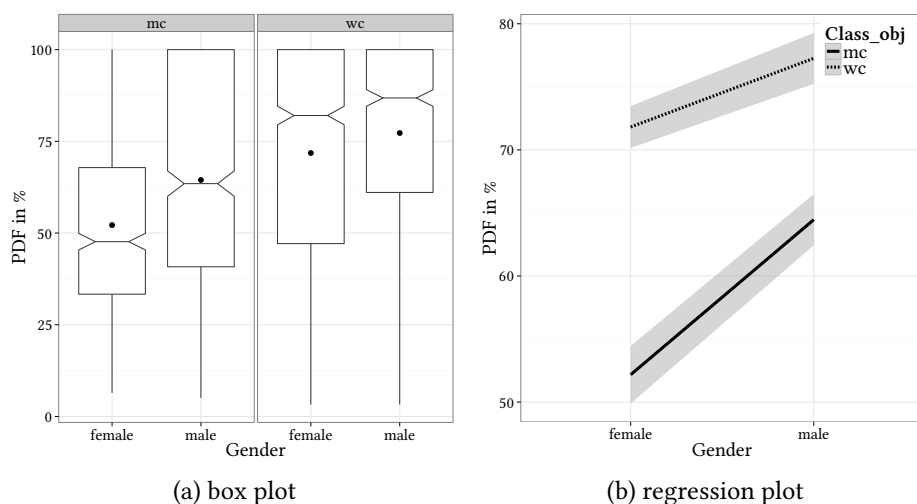 mc
wc
100
75
50
25
0
PDF in %
female
male
female
male
Gender
(a) box plot
80
70
60
50
PDF in %
Class_obj
mc
wc
female
male
Gender
(b) regression plot